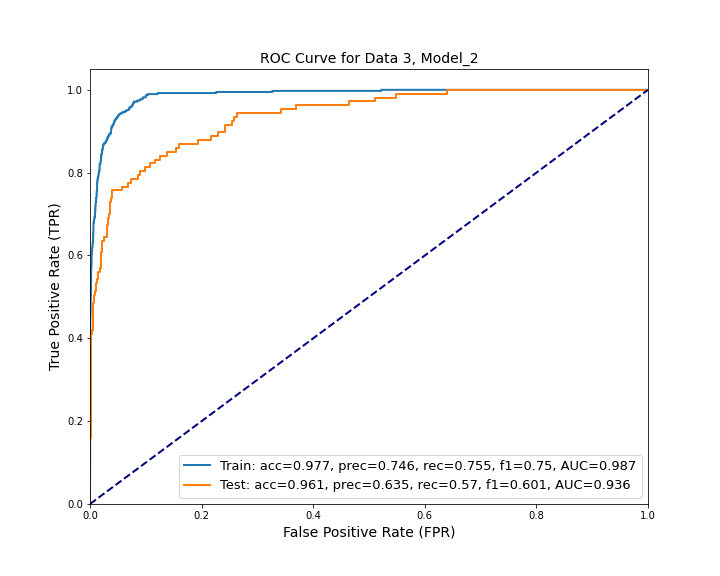 ROC Curve for Data 3, Model_2
True Positive Rate (TPR)
1.0
0.8
0.6
0.4
0.2
0.0
Train: acc=0.977, prec=0.746, rec=0.755, f1=0.75, AUC=0.987
Test: acc=0.961, prec=0.635, rec=0.57, f1=0.601, AUC=0.936
0.0 0.2 0.4 0.6 0.8 1.0
False Positive Rate (FPR)